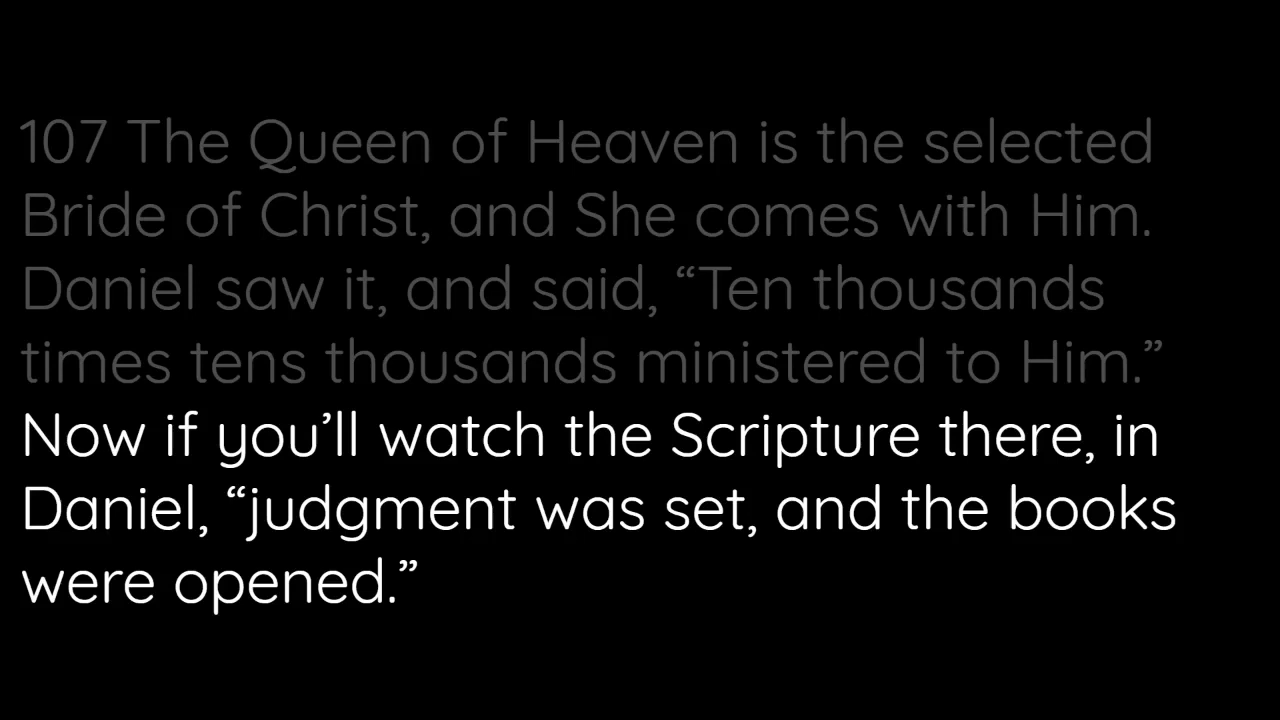 107 The Queen of Heaven is the selected
Bride of Christ, and She comes with Him.
Daniel saw it, and said, “Ten thousands
times tens thousands ministered to Him.”
Now if you’ll watch the Scripture there, in
Daniel, “judgment was set, and the books
were opened.”